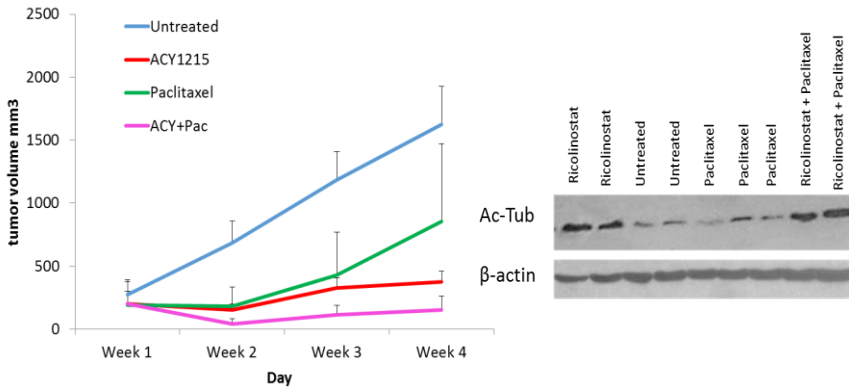 2500
2000
1500
1000
500
0
tumor volume mm3
Untreated
ACY1215
Paclitaxel
ACY+Pac
Week 1 Week 2 Week 3 Week 4
Day
Ricolinostat
Ricolinostat
Untreated
Untreated
Paclitaxel
Paclitaxel
Paclitaxel
Ricolinostat + Paclitaxel
Ricolinostat + Paclitaxel
Ac-Tub
β-actin